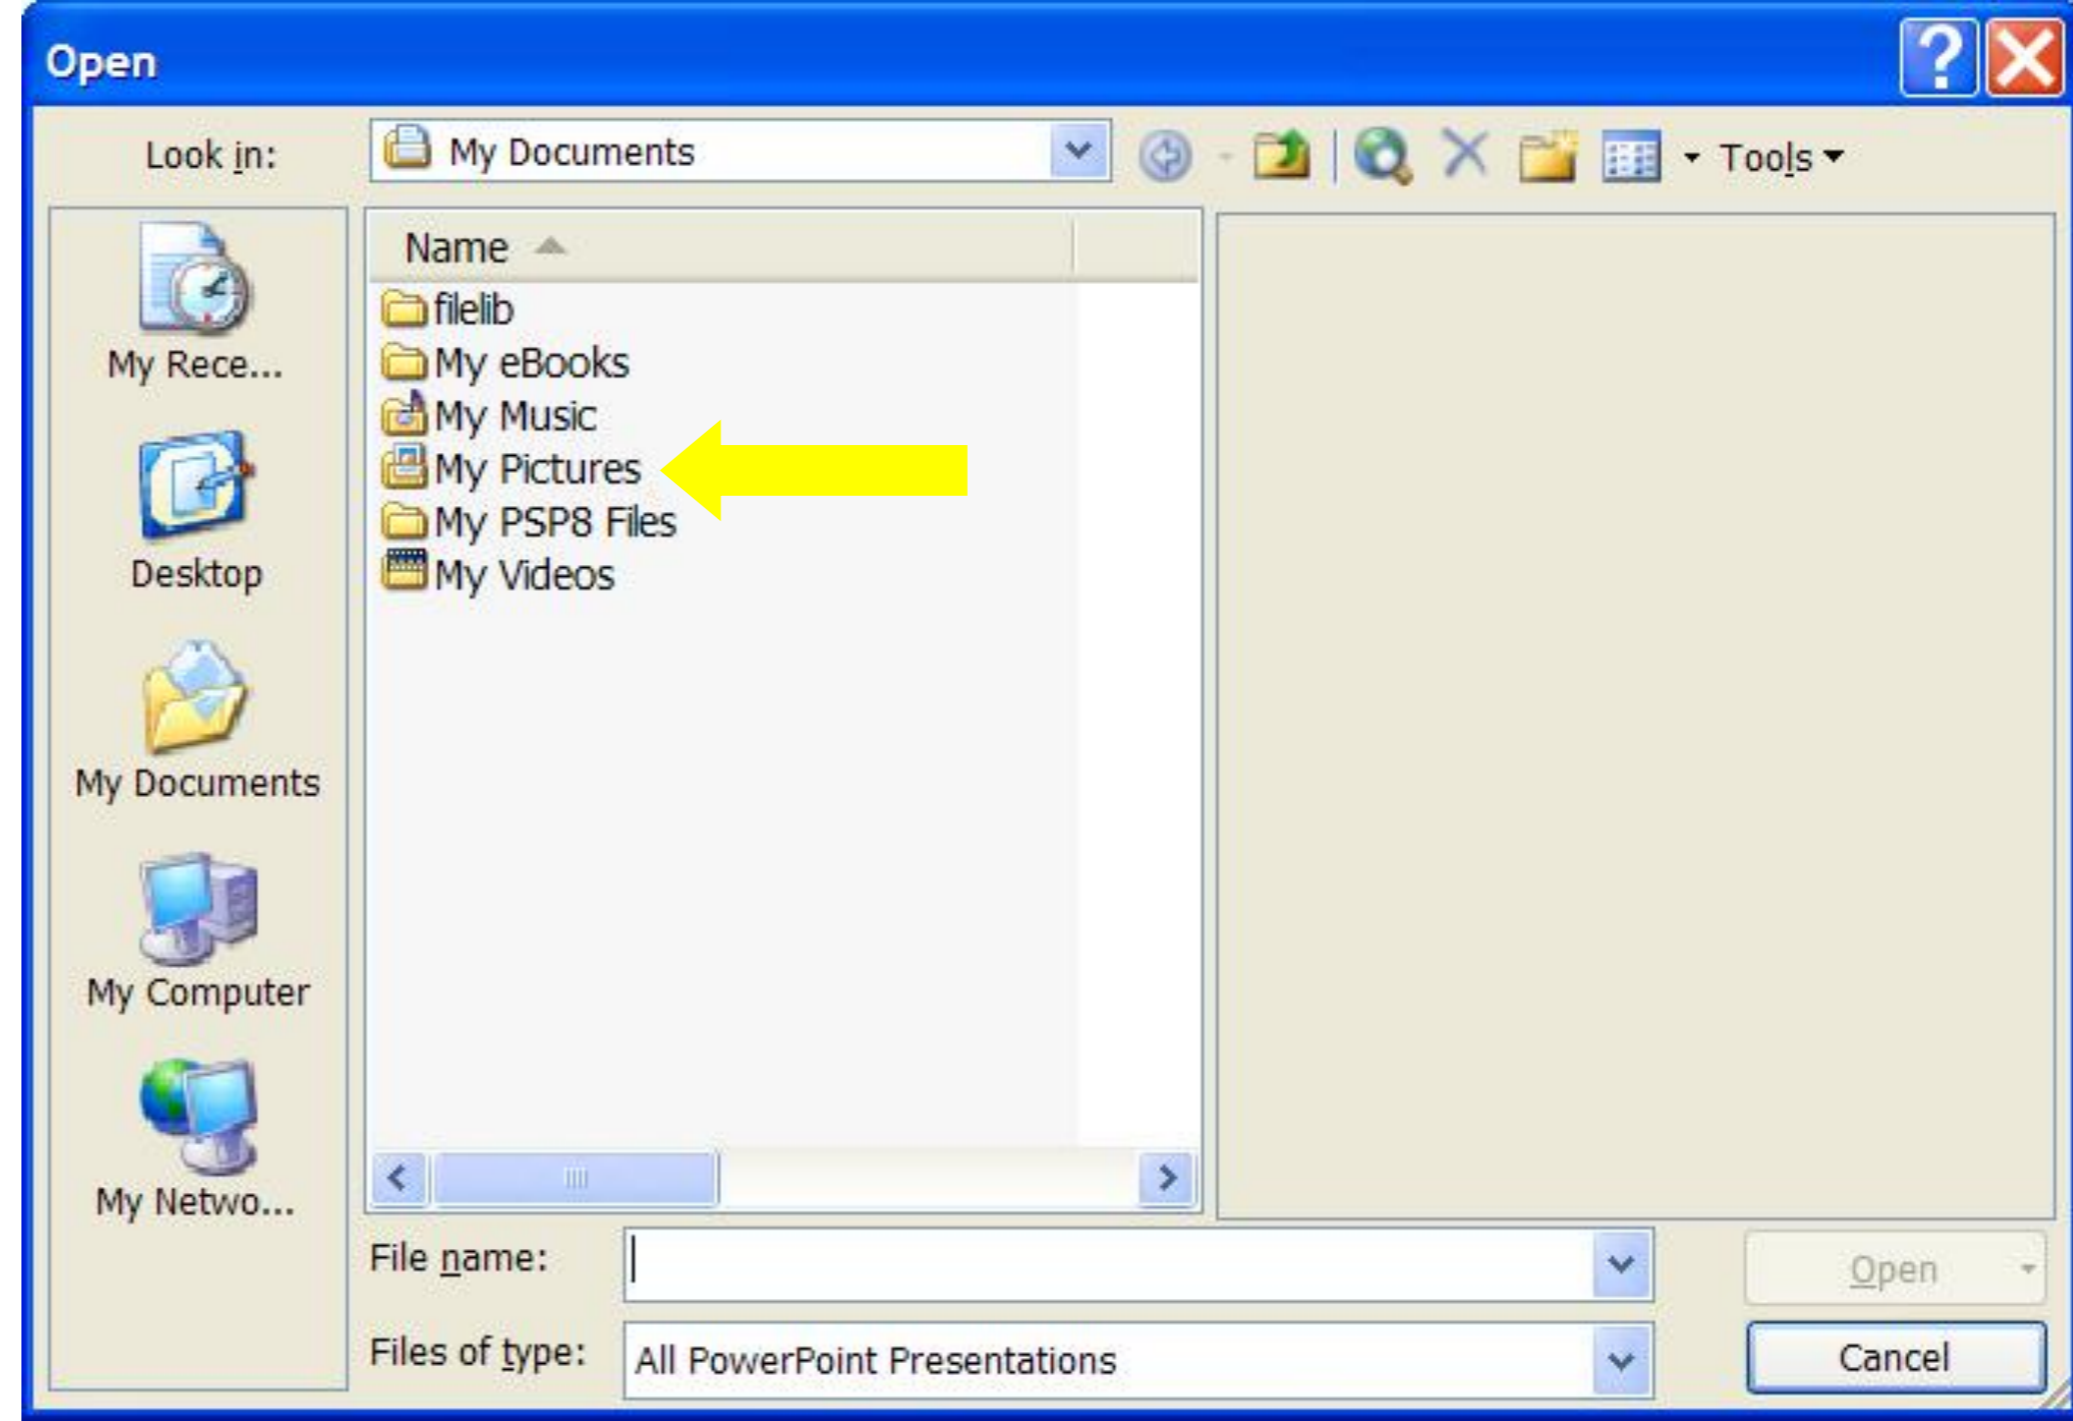 Open
Look in:
My Documents
Tools
My Rece...
Desktop
My Documents
My Computer
My Netwo...
Name
filelib
My eBooks
My Music
My Pictures
My PSP8 Files
My Videos
File name:
Open
Files of type:
All PowerPoint Presentations
Cancel